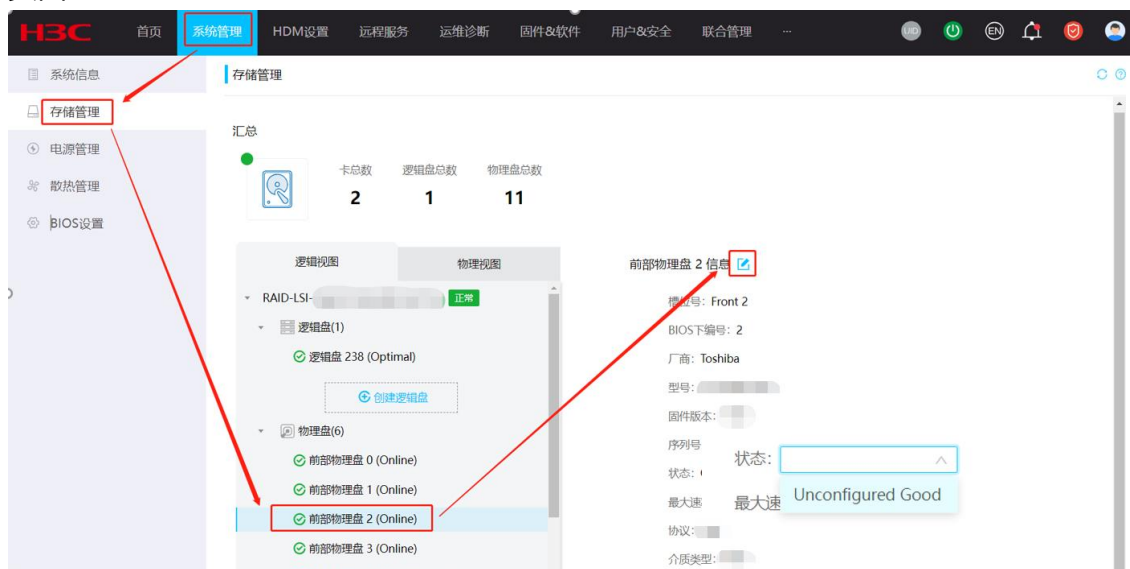 H3C 首页 系统管理 HDM设置 远程服务 运维诊断 固件&软件 用户&安全 联合管理 ... UID EN
系统信息
存储管理
电源管理
散热管理
BIOS设置
存储管理
汇总
卡总数 逻辑盘总数 物理盘总数
2 1 11
逻辑视图 物理视图
RAID-LSI- 正常
逻辑盘(1)
逻辑盘 238 (Optimal)
创建逻辑盘
物理盘(6)
前部物理盘 0 (Online)
前部物理盘 1 (Online)
前部物理盘 2 (Online)
前部物理盘 3 (Online)
前部物理盘 2 信息
槽位号: Front 2
BIOS下编号: 2
厂商: Toshiba
型号:
固件版本:
序列号
状态:
最大速
协议:
介质类型:
状态:
Unconfigured Good
最大速